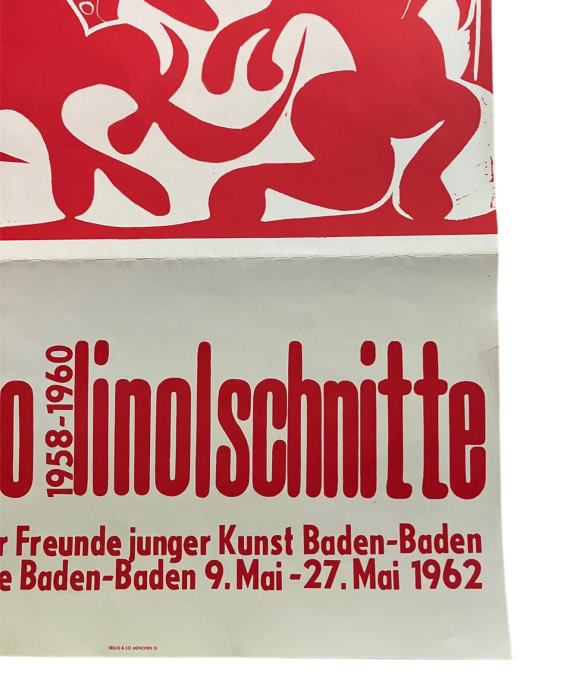 o 1958-1960 linolschnitte
r Freunde junger Kunst Baden-Baden
e Baden-Baden 9. Mai - 27. Mai 1962